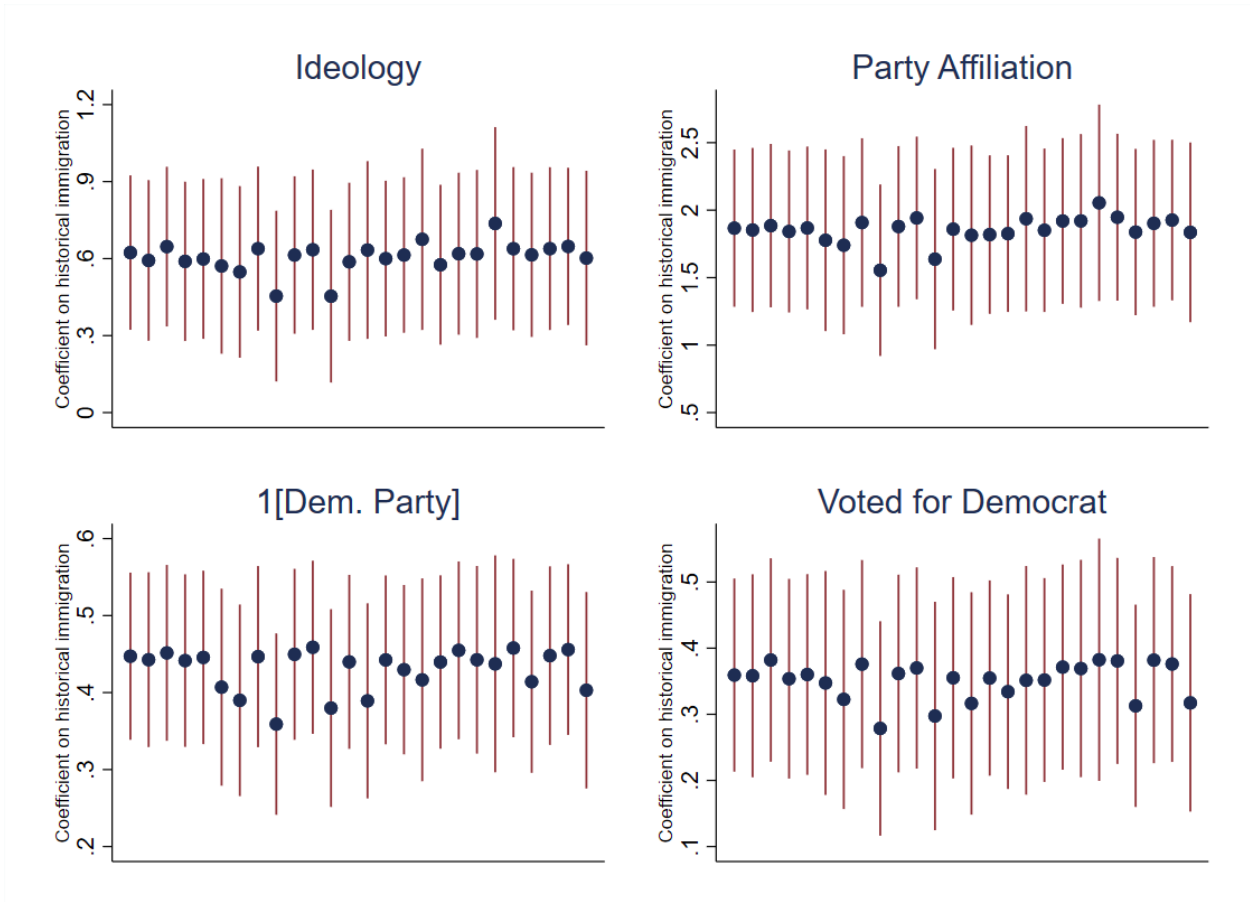 Ideology
Coefficient on historical immigration
1.2
.9
.6
.3
0
Party Affiliation
Coefficient on historical immigration
2.5
2
1.5
1
.5
1[Dem. Party]
Coefficient on historical immigration
.6
.5
.4
.3
.2
Voted for Democrat
Coefficient on historical immigration
.5
.4
.3
.2
.1